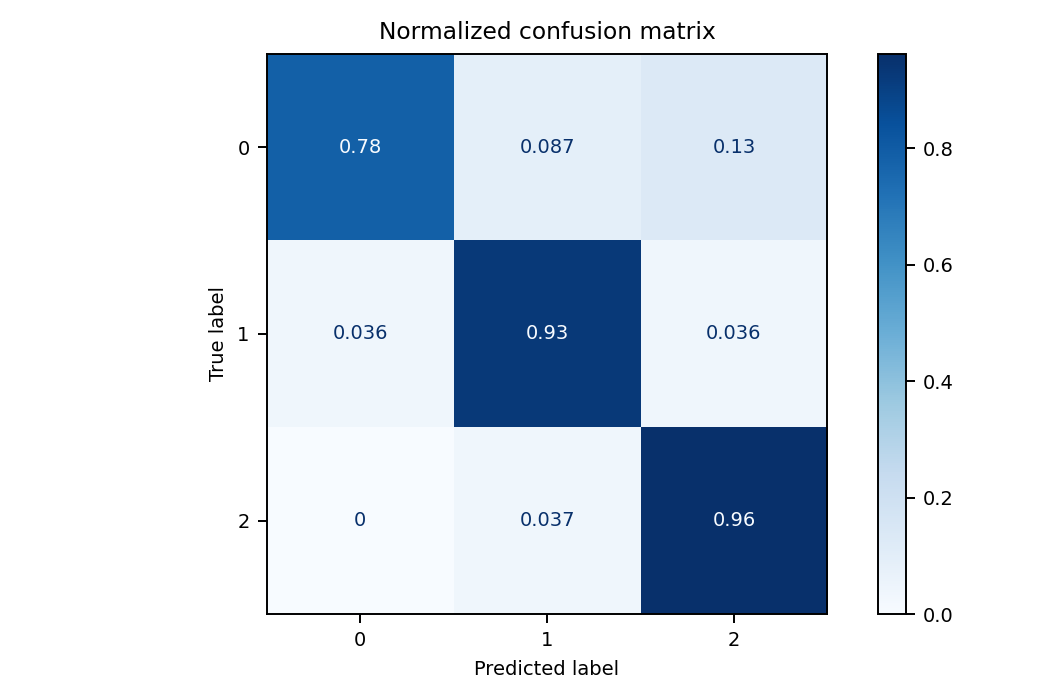 Normalized confusion matrix
0 0.78 0.087 0.13 0.8
0.6
True label
1 0.036 0.93 0.036
0.4
0.2
2 0 0.037 0.96
0.0
0 1 2
Predicted label